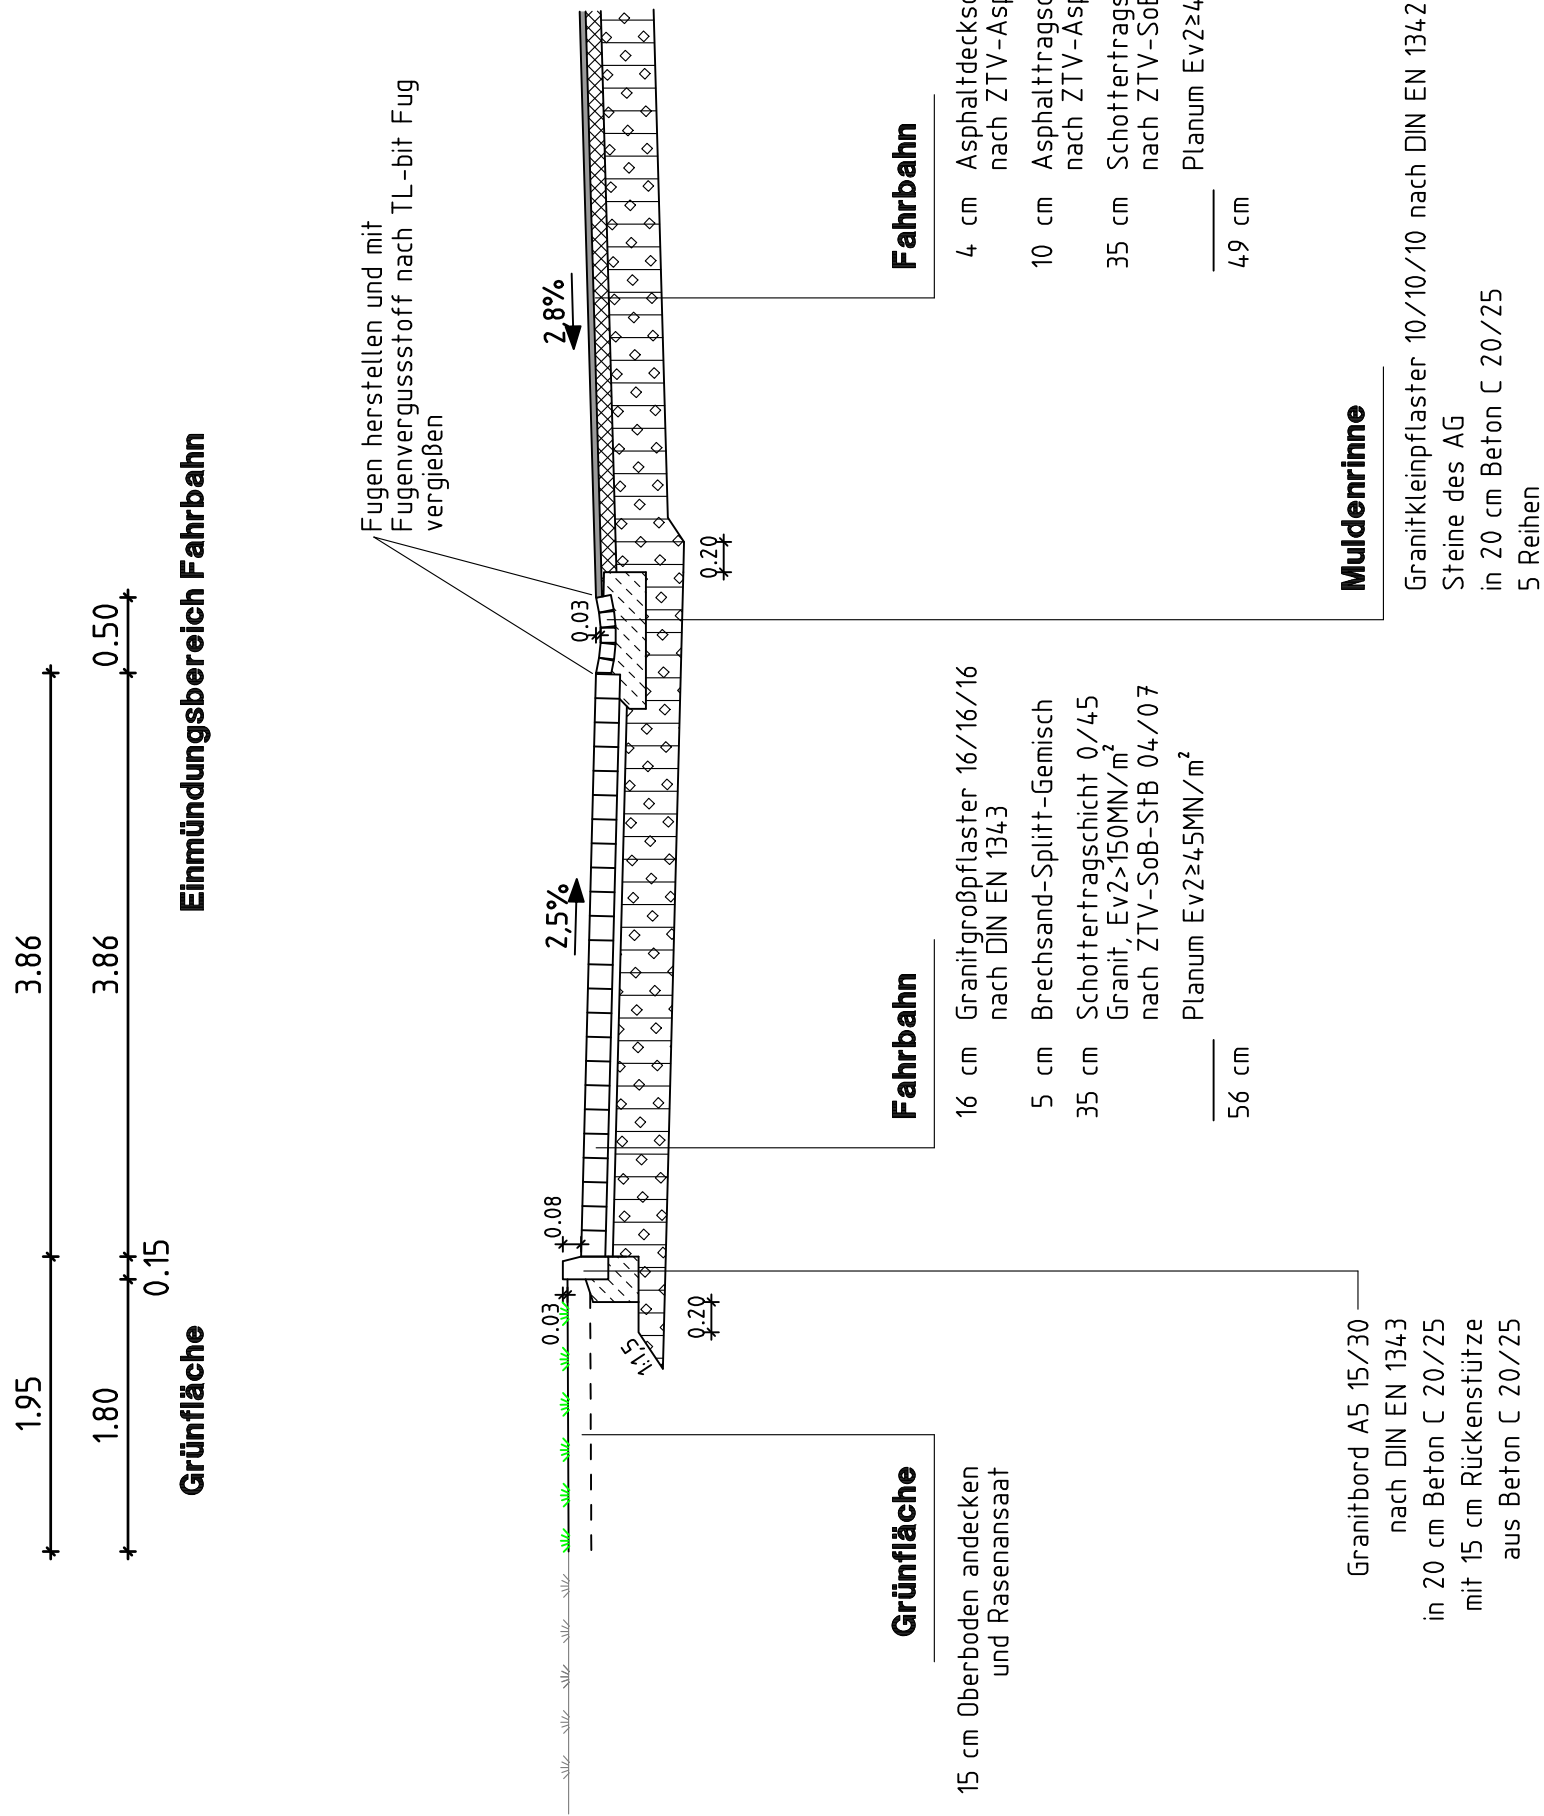 1.95
3.86
1.80
0.15
3.86
0.50
Grünfläche
Einmündungsbereich Fahrbahn
Fugen herstellen und mit
Fugenvergussstoff nach TL-bit Fug
vergießen
0.03
0.08
2,5%
0.03
2,8%
1:1,5
0.20
0.20
Grünfläche
15 cm Oberboden andecken
und Rasenansaat
Fahrbahn
16 cm Granitgroßpflaster 16/16/16
nach DIN EN 1343
5 cm Brechsand-Splitt-Gemisch
35 cm Schottertragschicht 0/45
Granit, Ev2>150MN/m²
nach ZTV-SoB-StB 04/07
Planum Ev2≥45MN/m²
56 cm
Fahrbahn
4 cm
nach
10 cm
nach
35 cm
nach
Planum Ev2≥4
49 cm
Granitbord A5 15/30
nach DIN EN 1343
in 20 cm Beton C 20/25
mit 15 cm Rückenstütze
aus Beton C 20/25
Muldenrinne
Granitkleinpflaster 10/10/10 nach DIN EN 1342
Steine des AG
in 20 cm Beton C 20/25
5 Reihen